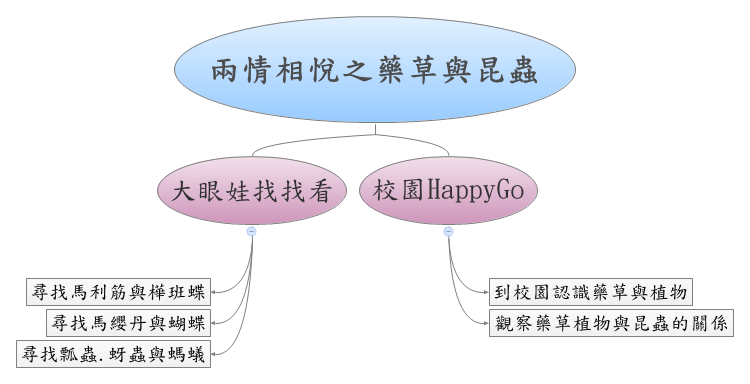 兩情相悅之藥草與昆蟲
大眼娃找找看
校園HappyGo
尋找馬利筋與樺班蝶
尋找馬纓丹與蝴蝶
尋找瓢蟲.蚜蟲與螞蟻
到校園認識藥草與植物
觀察藥草植物與昆蟲的關係